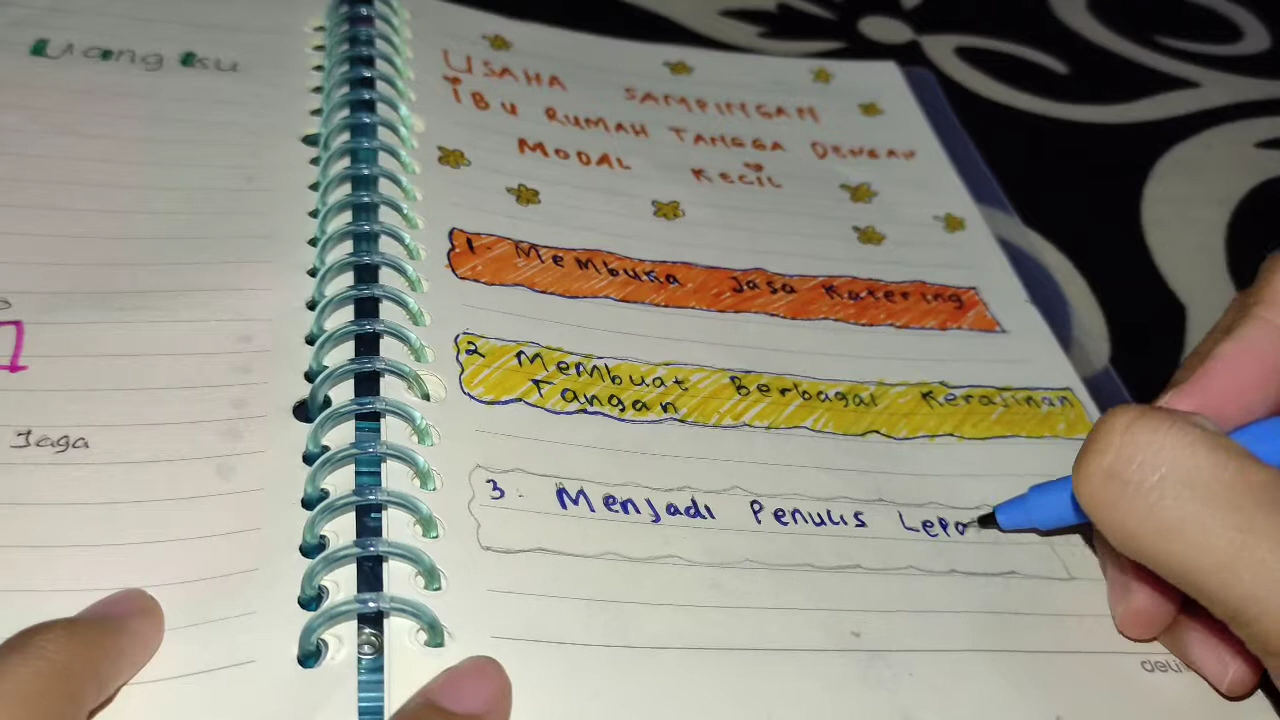 Uang ku
Jaga
USAHA SAMPINGAN
IBU RUMAH TANGGA DENGAN
MODAL KECIL
1. Membuka Jasa Katering
2 Membuat Berbagai Kerajinan
Tangan
3. Menjadi Penulis Lepa
deli